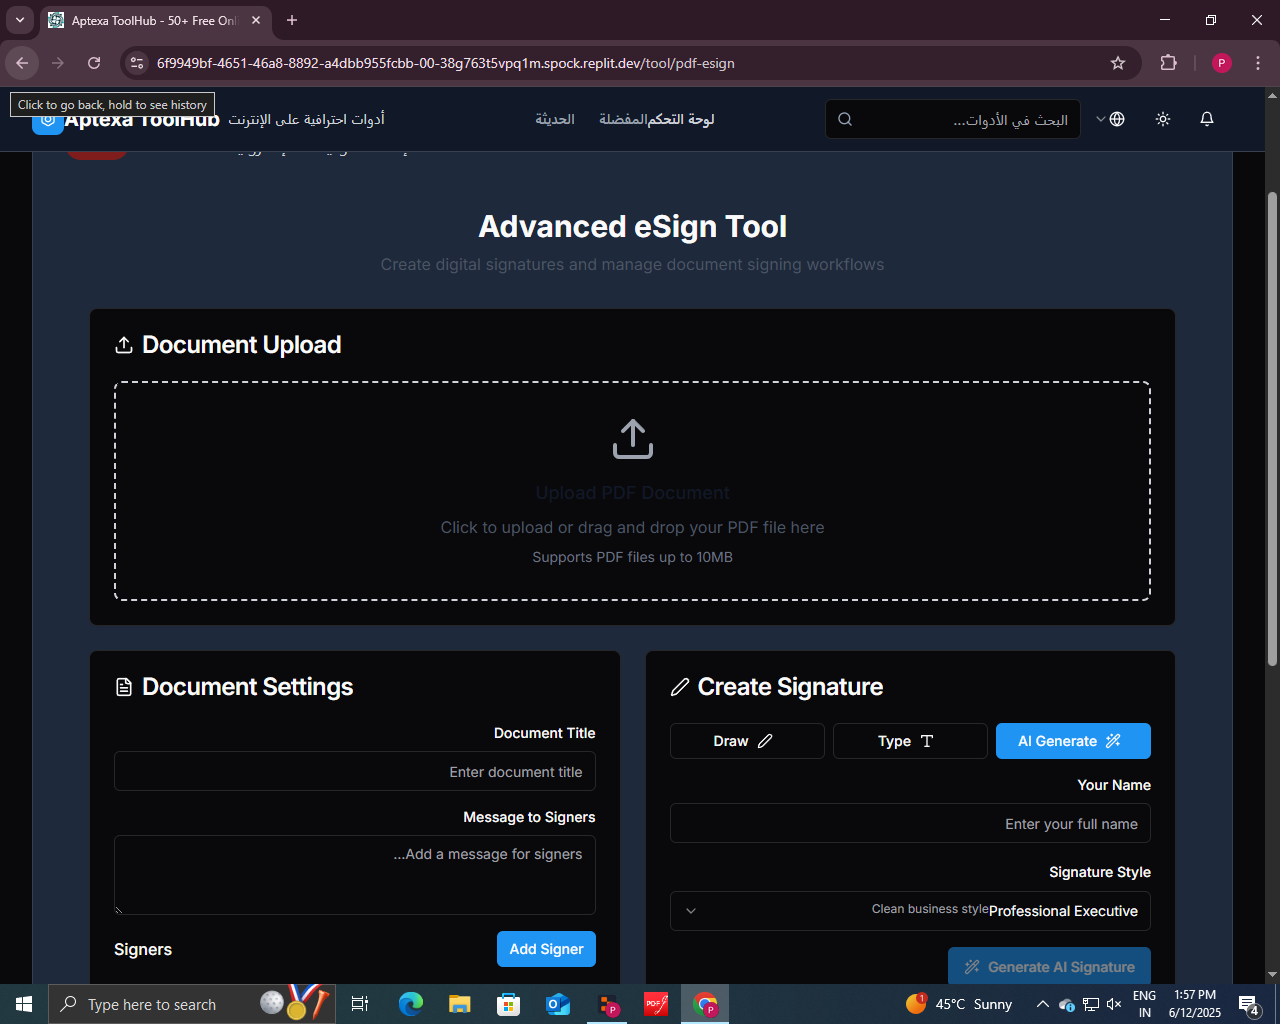 Aptexa ToolHub - 50+ Free Onl
6f9949bf-4651-46a8-8892-a4dbb955fcbb-00-38g763t5vpq1m.spock.replit.dev/tool/pdf-esign
P
Click to go back, hold to see history
Aptexa ToolHub
أدوات احترافية على الإنترنت
لوحة التحكم
المفضلة
الحديثة
البحث في الأدوات...
Advanced eSign Tool
Create digital signatures and manage document signing workflows
Document Upload
Upload PDF Document
Click to upload or drag and drop your PDF file here
Supports PDF files up to 10MB
Document Settings
Document Title
Enter document title
Message to Signers
...Add a message for signers
Signers
Add Signer
Create Signature
Draw
Type
AI Generate
Your Name
Enter your full name
Signature Style
Clean business style Professional Executive
Generate AI Signature
Type here to search
PDF
P
P
1
45°C Sunny
ENG
IN
1:57 PM
6/12/2025
4